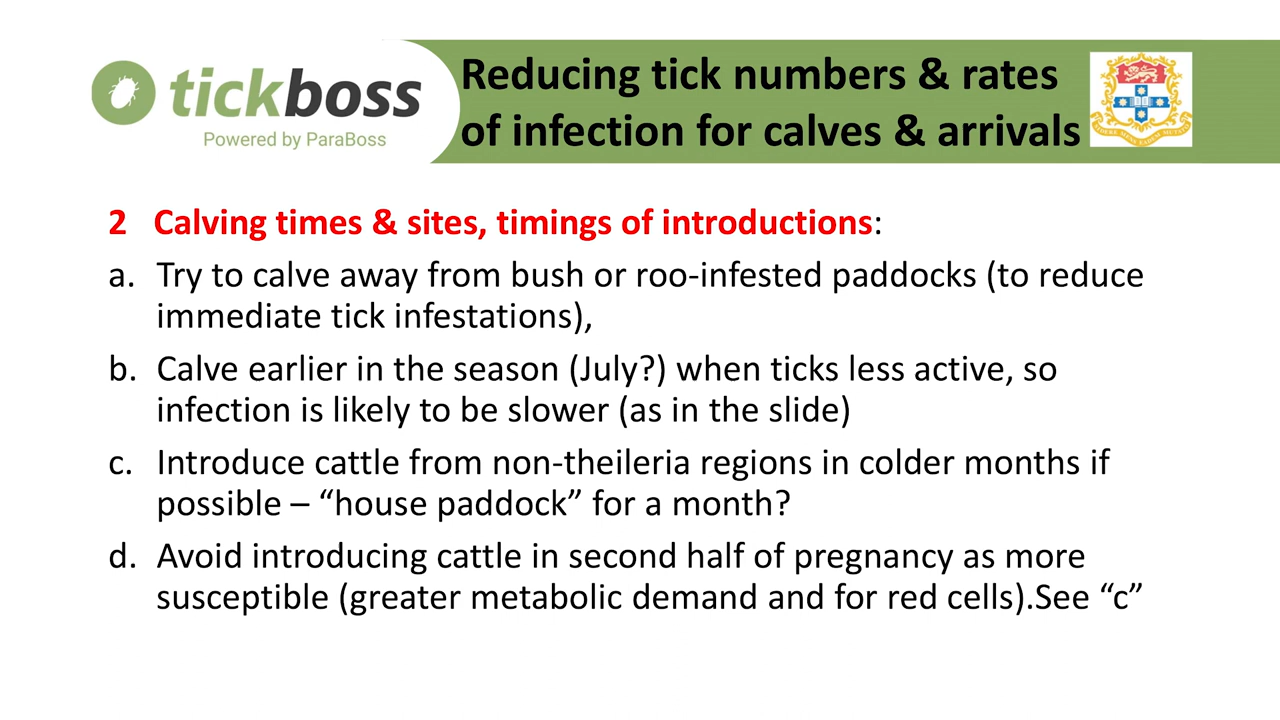 tickboss
Powered by ParaBoss
Reducing tick numbers & rates
of infection for calves & arrivals
2 Calving times & sites, timings of introductions:
a. Try to calve away from bush or roo-infested paddocks (to reduce
immediate tick infestations),
b. Calve earlier in the season (July?) when ticks less active, so
infection is likely to be slower (as in the slide)
c. Introduce cattle from non-theileria regions in colder months if
possible – “house paddock” for a month?
d. Avoid introducing cattle in second half of pregnancy as more
susceptible (greater metabolic demand and for red cells).See “c”